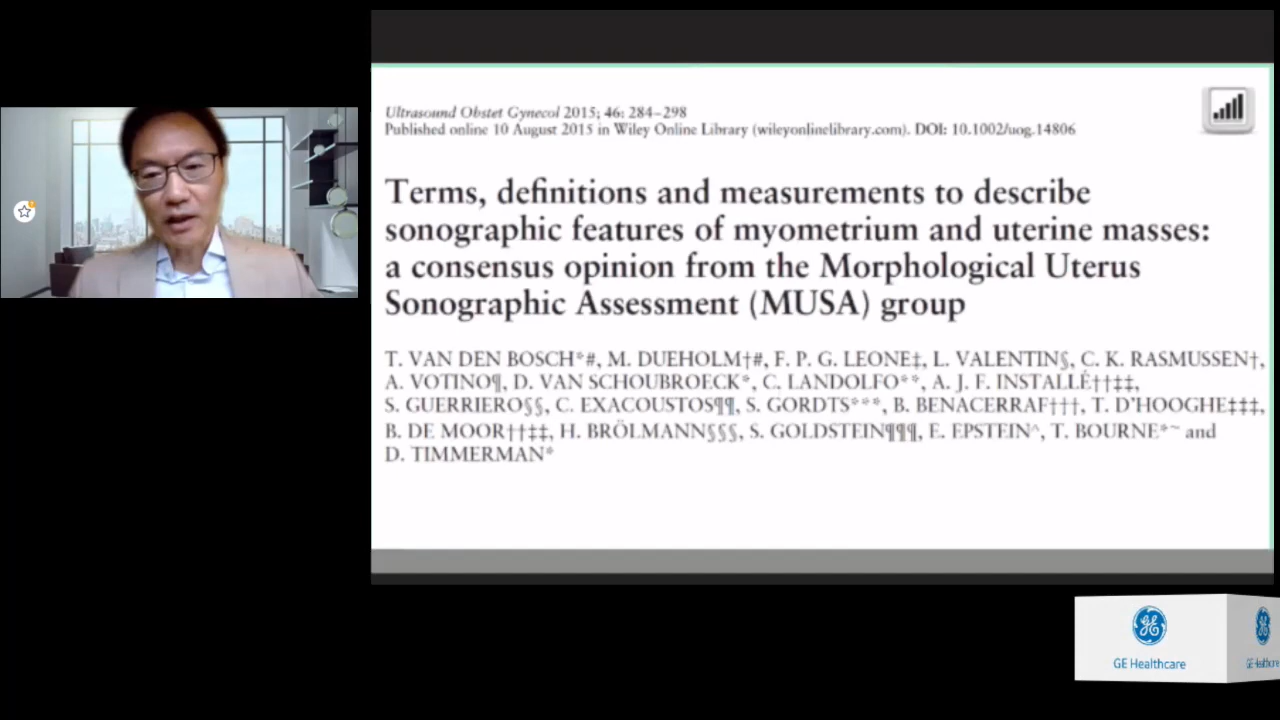 Ultrasound Obstet Gynecol 2015; 46: 284–298
Published online 10 August 2015 in Wiley Online Library (wileyonlinelibrary.com). DOI: 10.1002/uog.14806
Terms, definitions and measurements to describe
sonographic features of myometrium and uterine masses:
a consensus opinion from the Morphological Uterus
Sonographic Assessment (MUSA) group
T. VAN DEN BOSCH*#, M. DUEHOLM†#, F. P. G. LEONE‡, L. VALENTIN§, C. K. RASMUSSEN†,
A. VOTINO¶, D. VAN SCHOUBROECK*, C. LANDOLFO**, A. J. F. INSTALLÉ††‡‡,
S. GUERRIERO§§, C. EXACOUSTOS¶¶, S. GORDTS***, B. BENACERRAF†††, T. D'HOOGHE‡‡‡,
B. DE MOOR††‡‡, H. BRÖLMANN§§§, S. GOLDSTEIN¶¶¶, E. EPSTEIN^, T. BOURNE*~ and
D. TIMMERMAN*
GE Healthcare
GE Healthcare